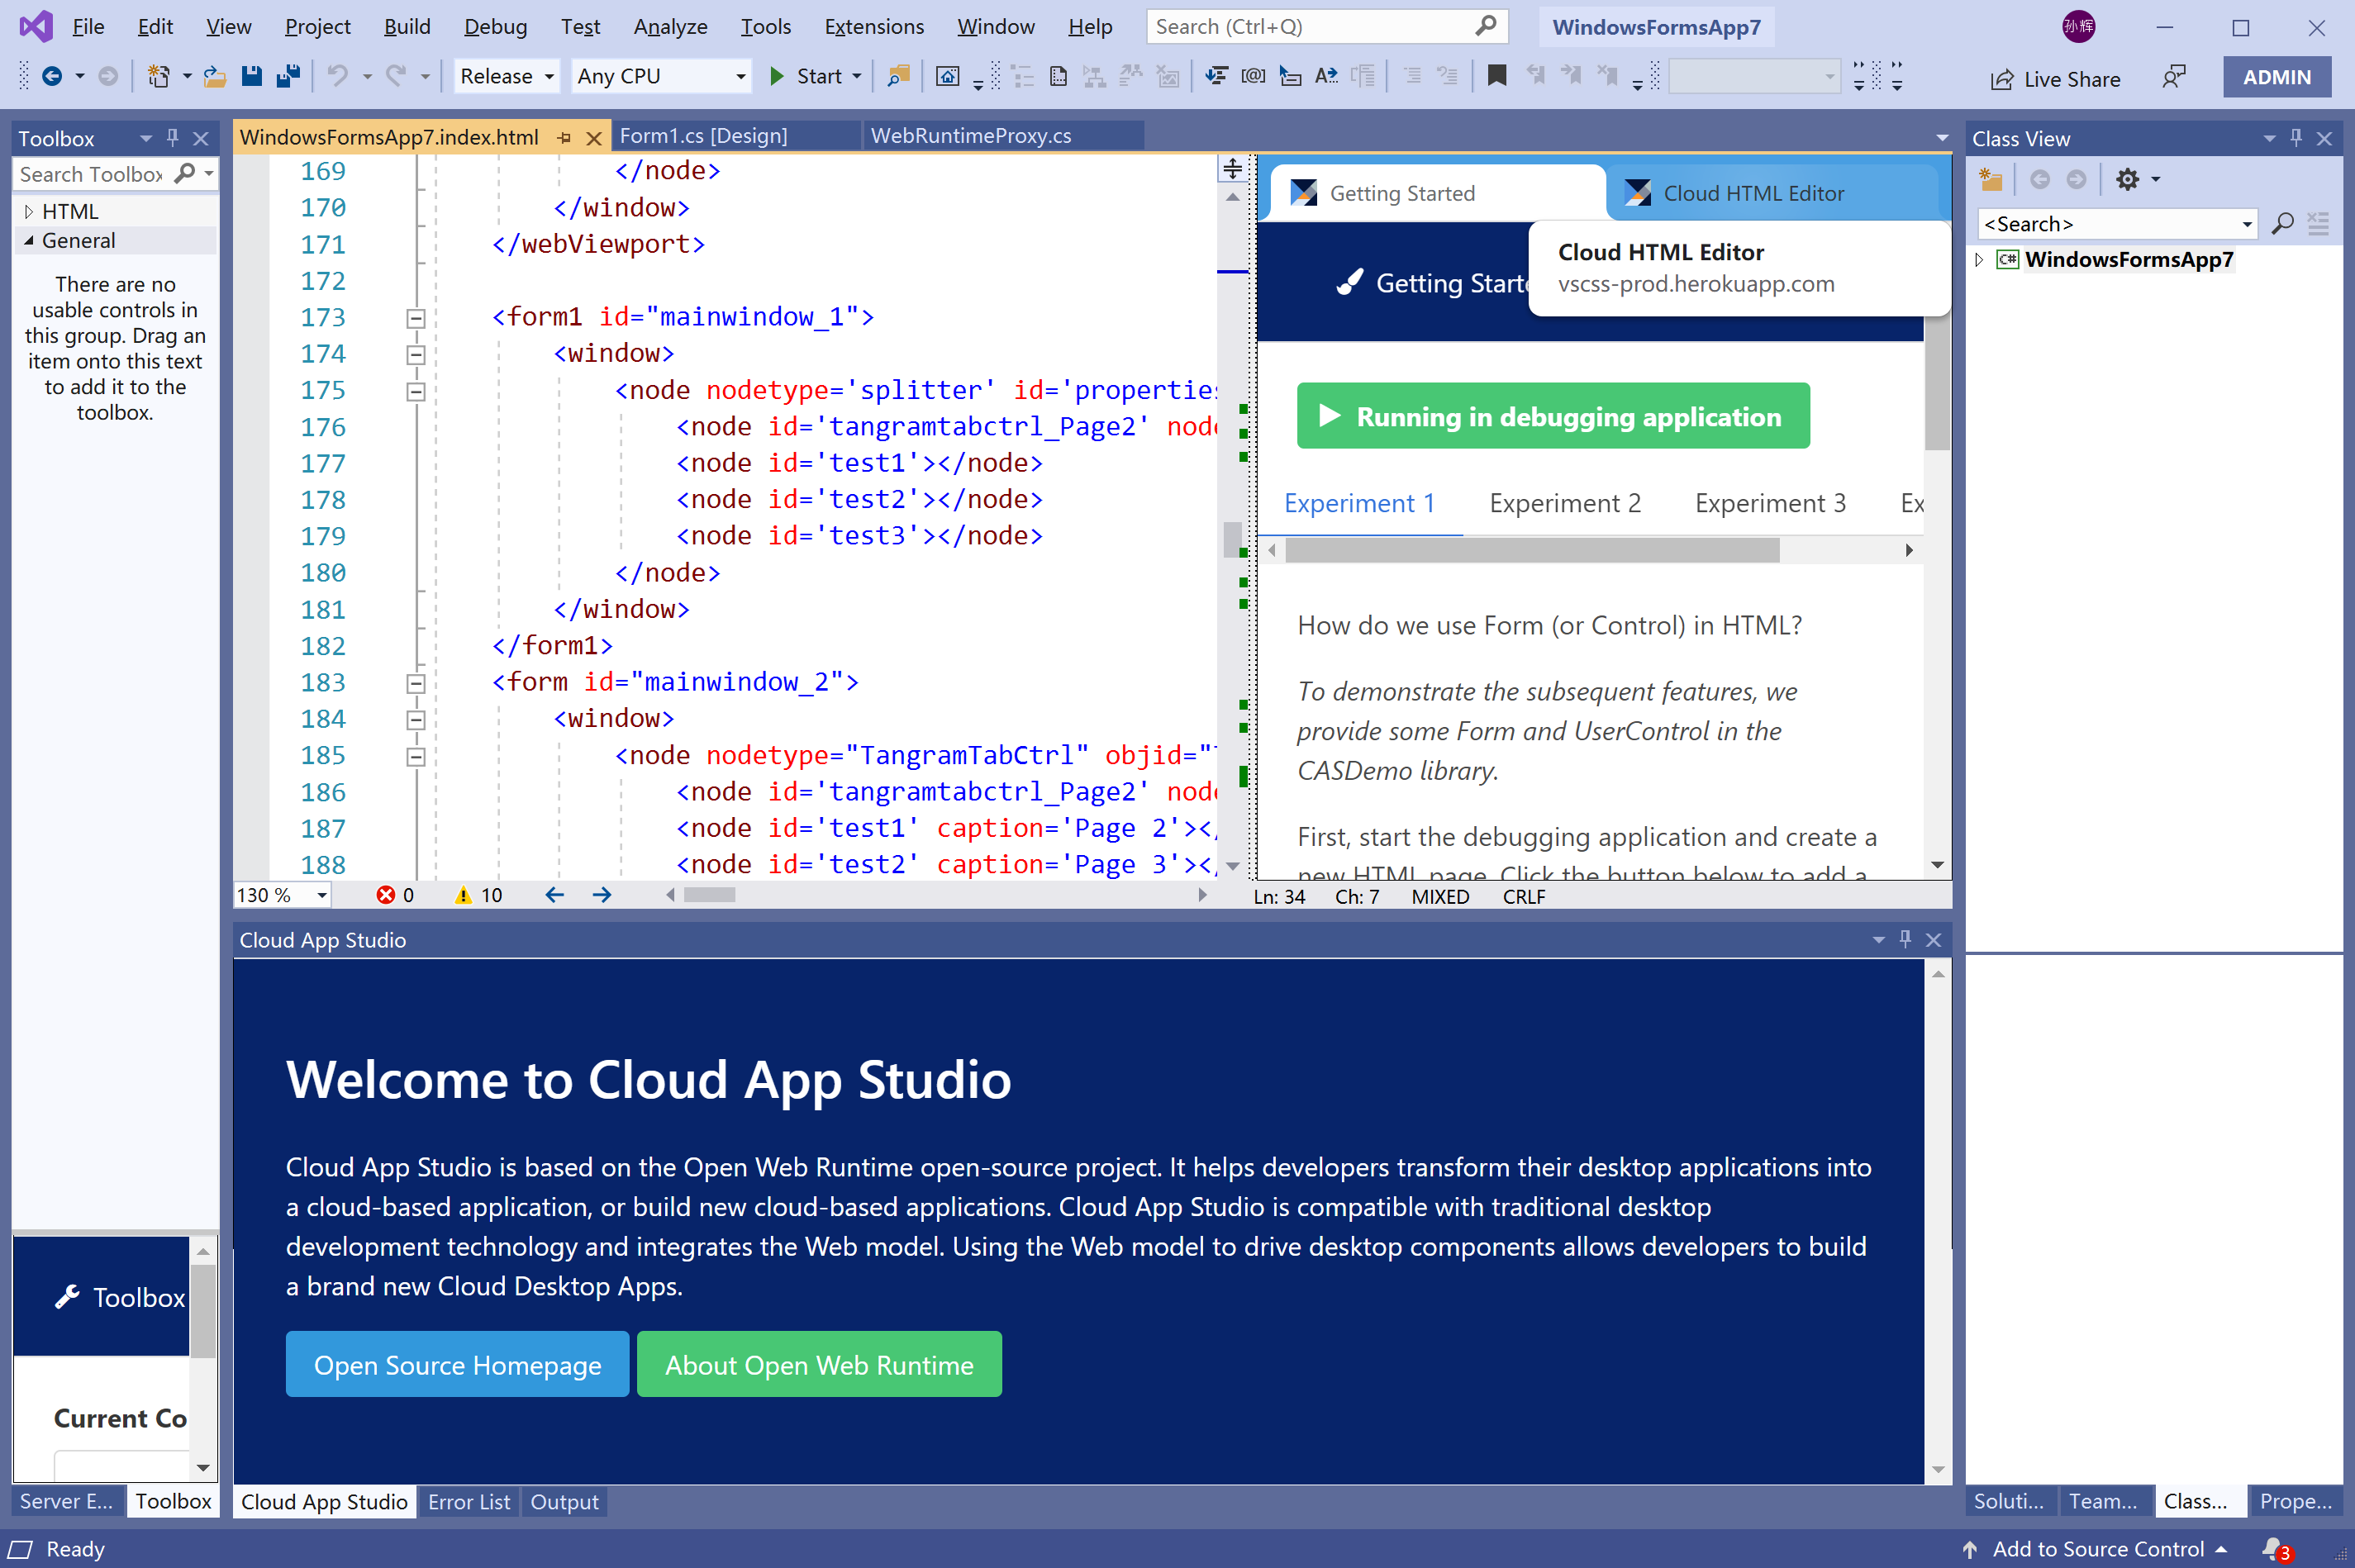 File Edit View Project Build Debug Test Analyze Tools Extensions Window Help Search (Ctrl+Q) WindowsFormsApp7 孙辉
Release Any CPU Start Live Share ADMIN
Toolbox
Search Toolbox
HTML
General
There are no
usable controls in
this group. Drag an
item onto this text
to add it to the
toolbox.
Toolbox
Current Co
Server E... Toolbox
WindowsFormsApp7.index.html Form1.cs [Design] WebRuntimeProxy.cs
169 </node>
170 </window>
171 </webViewport>
172
173 <form1 id="mainwindow_1">
174 <window>
175 <node nodetype='splitter' id='properties
176 <node id='tangramtabctrl_Page2' node
177 <node id='test1'></node>
178 <node id='test2'></node>
179 <node id='test3'></node>
180 </node>
181 </window>
182 </form1>
183 <form id="mainwindow_2">
184 <window>
185 <node nodetype="TangramTabCtrl" objid="
186 <node id='tangramtabctrl_Page2' node
187 <node id='test1' caption='Page 2'></
188 <node id='test2' caption='Page 3'></
130 % 0 10 Ln: 34 Ch: 7 MIXED CRLF
Getting Started Cloud HTML Editor
Cloud HTML Editor
vscss-prod.herokuapp.com
Getting Starte
Running in debugging application
Experiment 1 Experiment 2 Experiment 3 Ex
How do we use Form (or Control) in HTML?
To demonstrate the subsequent features, we
provide some Form and UserControl in the
CASDemo library.
First, start the debugging application and create a
new HTML page. Click the button below to add a
Cloud App Studio
Welcome to Cloud App Studio
Cloud App Studio is based on the Open Web Runtime open-source project. It helps developers transform their desktop applications into
a cloud-based application, or build new cloud-based applications. Cloud App Studio is compatible with traditional desktop
development technology and integrates the Web model. Using the Web model to drive desktop components allows developers to build
a brand new Cloud Desktop Apps.
Open Source Homepage About Open Web Runtime
Cloud App Studio Error List Output
Class View
<Search>
C# WindowsFormsApp7
Soluti... Team... Class... Prope...
Ready Add to Source Control 3